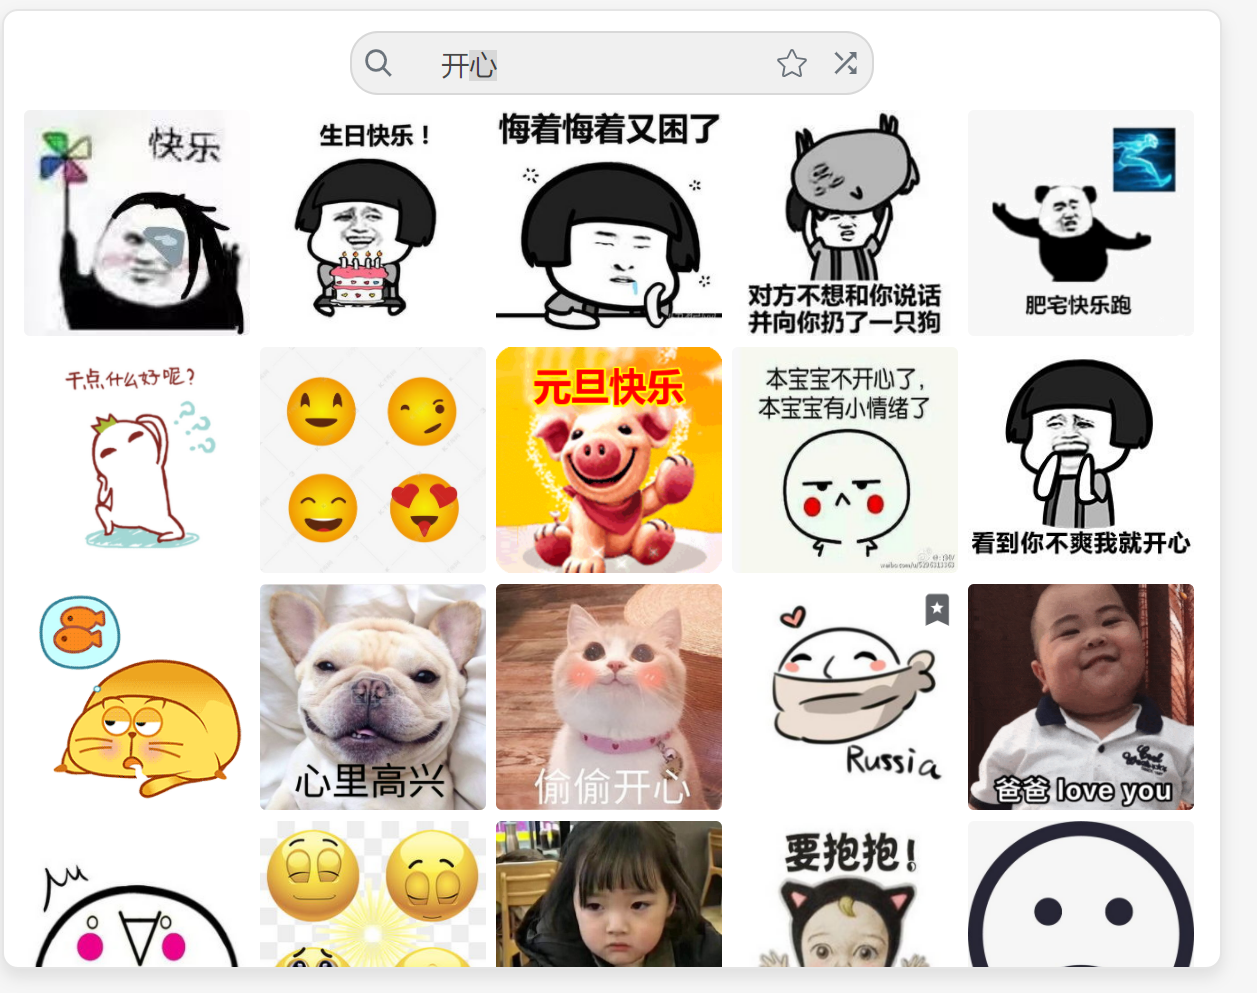 开心
快乐
生日快乐！
悔着悔着又困了
对方不想和你说话
并向你扔了一只狗
肥宅快乐跑
干点什么好呢？
元旦快乐
本宝宝不开心了，
本宝宝有小情绪了
看到你不爽我就开心
心里高兴
偷偷开心
Russia
爸爸 love you
要抱抱！